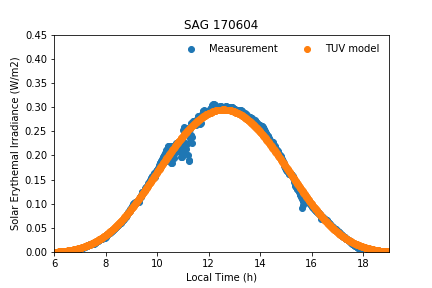 SAG 170604
Measurement
TUV model
Solar Erythemal Irradiance (W/m2)
0.45
0.40
0.35
0.30
0.25
0.20
0.15
0.10
0.05
0.00
6 8 10 12 14 16 18
Local Time (h)